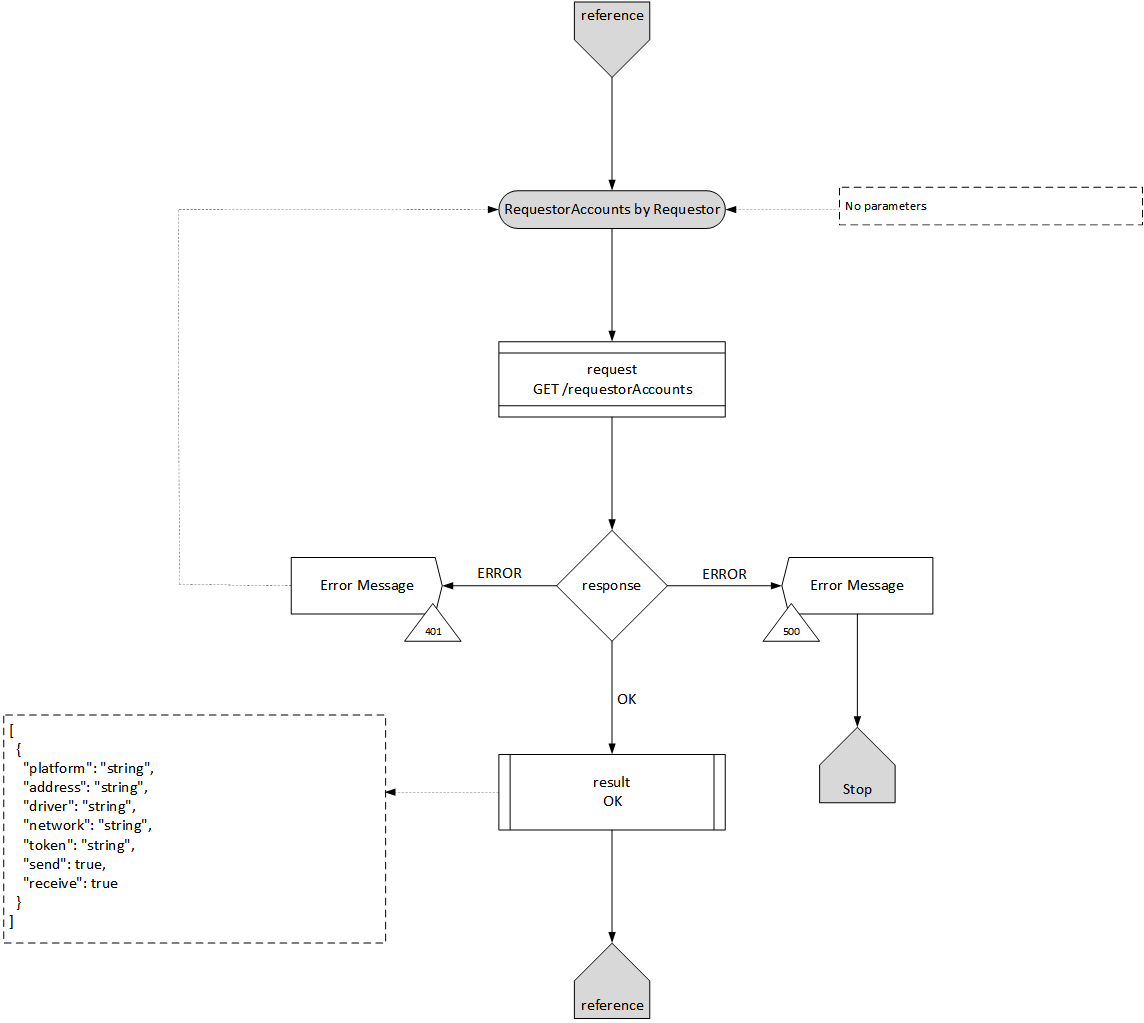 reference
RequestorAccounts by Requestor
No parameters
request
GET /requestorAccounts
ERROR
ERROR
Error Message
response
Error Message
401
500
OK
[
{
"platform": "string",
"address": "string",
"driver": "string",
"network": "string",
"token": "string",
"send": true,
"receive": true
}
]
result
OK
Stop
reference